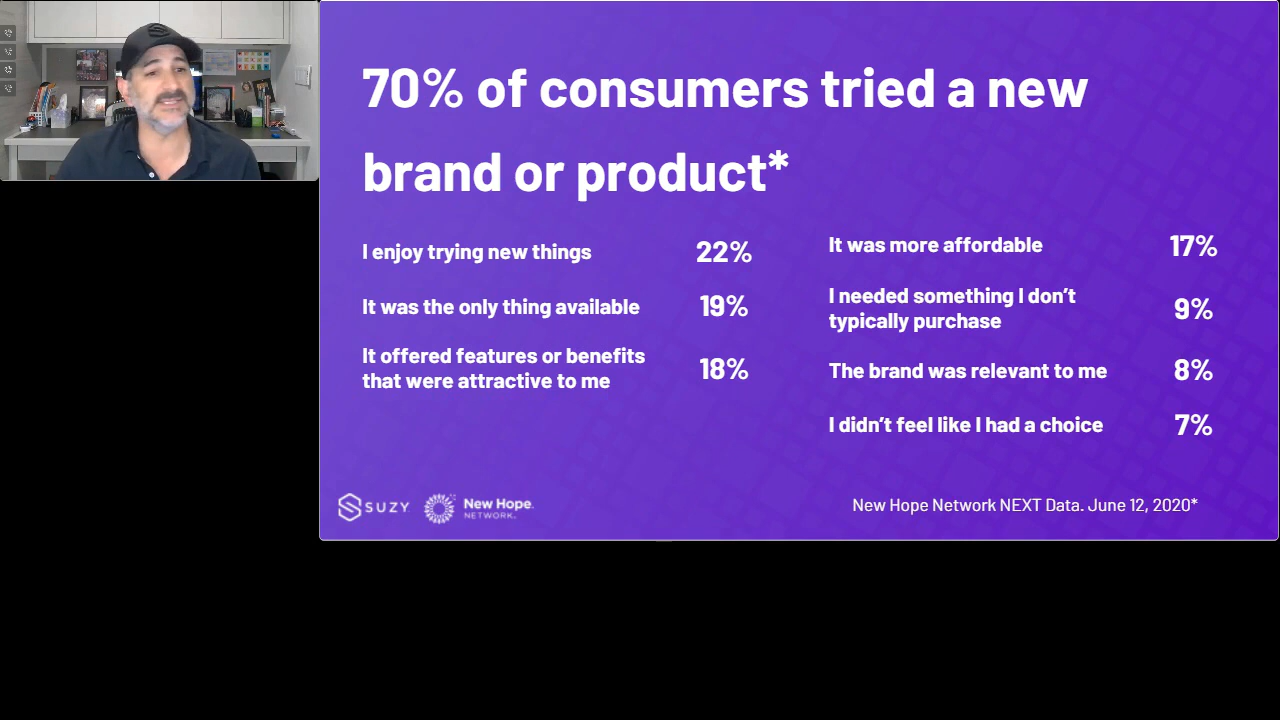 70% of consumers tried a new
brand or product*
I enjoy trying new things 22%
It was the only thing available 19%
It offered features or benefits
that were attractive to me 18%
It was more affordable 17%
I needed something I don't
typically purchase 9%
The brand was relevant to me 8%
I didn't feel like I had a choice 7%
SUZY
New Hope
NETWORK
New Hope Network NEXT Data. June 12, 2020*